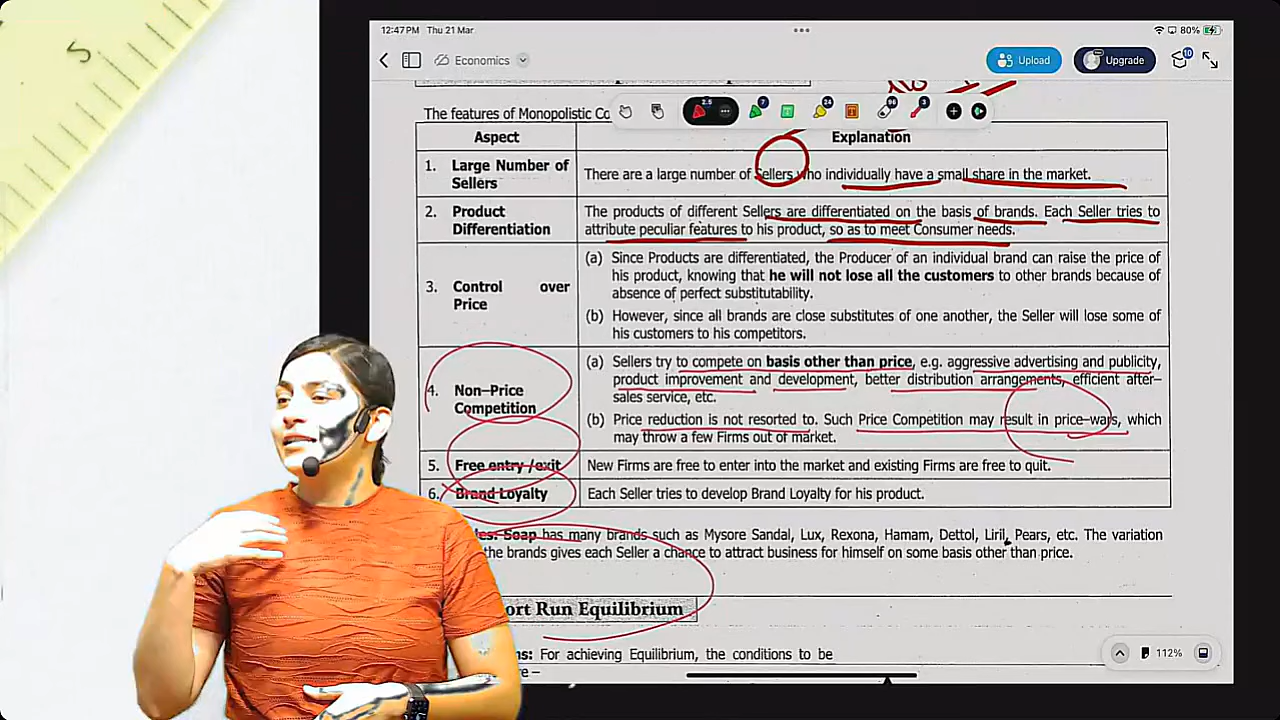 5
12:47 PM Thu 21 Mar
80%
Economics
Upload
Upgrade
10
The features of Monopolistic Co
2.5
7
24
96
3
Aspect
Explanation
1. Large Number of Sellers
There are a large number of Sellers who individually have a small share in the market.
2. Product Differentiation
The products of different Sellers are differentiated on the basis of brands. Each Seller tries to
attribute peculiar features to his product, so as to meet Consumer needs.
3. Control over Price
(a) Since Products are differentiated, the Producer of an individual brand can raise the price of
his product, knowing that he will not lose all the customers to other brands because of
absence of perfect substitutability.
(b) However, since all brands are close substitutes of one another, the Seller will lose some of
his customers to his competitors.
4. Non–Price Competition
(a) Sellers try to compete on basis other than price, e.g. aggressive advertising and publicity,
product improvement and development, better distribution arrangements, efficient after–
sales service, etc.
(b) Price reduction is not resorted to. Such Price Competition may result in price–wars, which
may throw a few Firms out of market.
5. Free entry /exit
New Firms are free to enter into the market and existing Firms are free to quit.
6. Brand Loyalty
Each Seller tries to develop Brand Loyalty for his product.
les: Soap has many brands such as Mysore Sandal, Lux, Rexona, Hamam, Dettol, Liril, Pears, etc. The variation
the brands gives each Seller a chance to attract business for himself on some basis other than price.
ort Run Equilibrium
ns: For achieving Equilibrium, the conditions to be
re –
112%